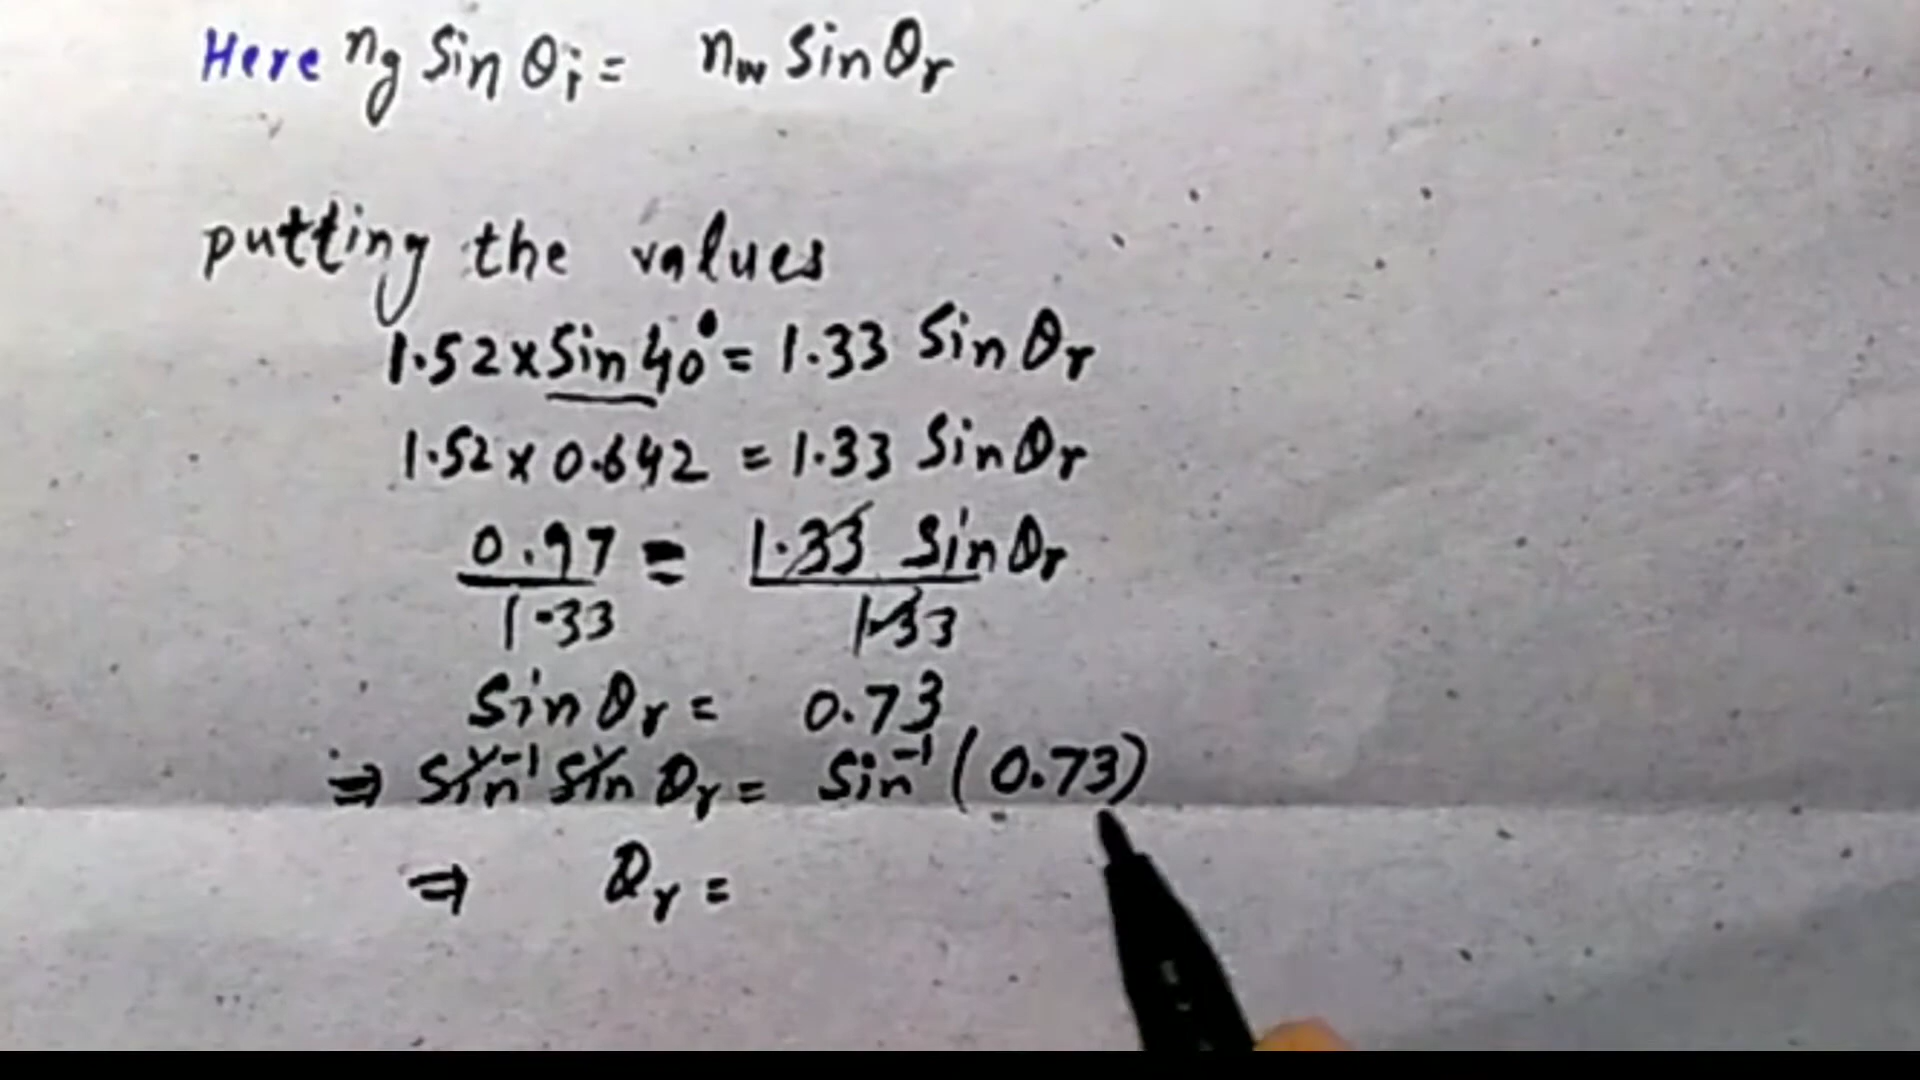 Here ng Sin θi = nw Sin θr
putting the values
1.52 x Sin 40° = 1.33 Sin θr
1.52 x 0.642 = 1.33 Sin θr
0.97 = 1.33 Sin θr
1.33 1.33
Sin θr = 0.73
⇒ Sin⁻¹ Sin θr = Sin⁻¹ (0.73)
⇒ θr =